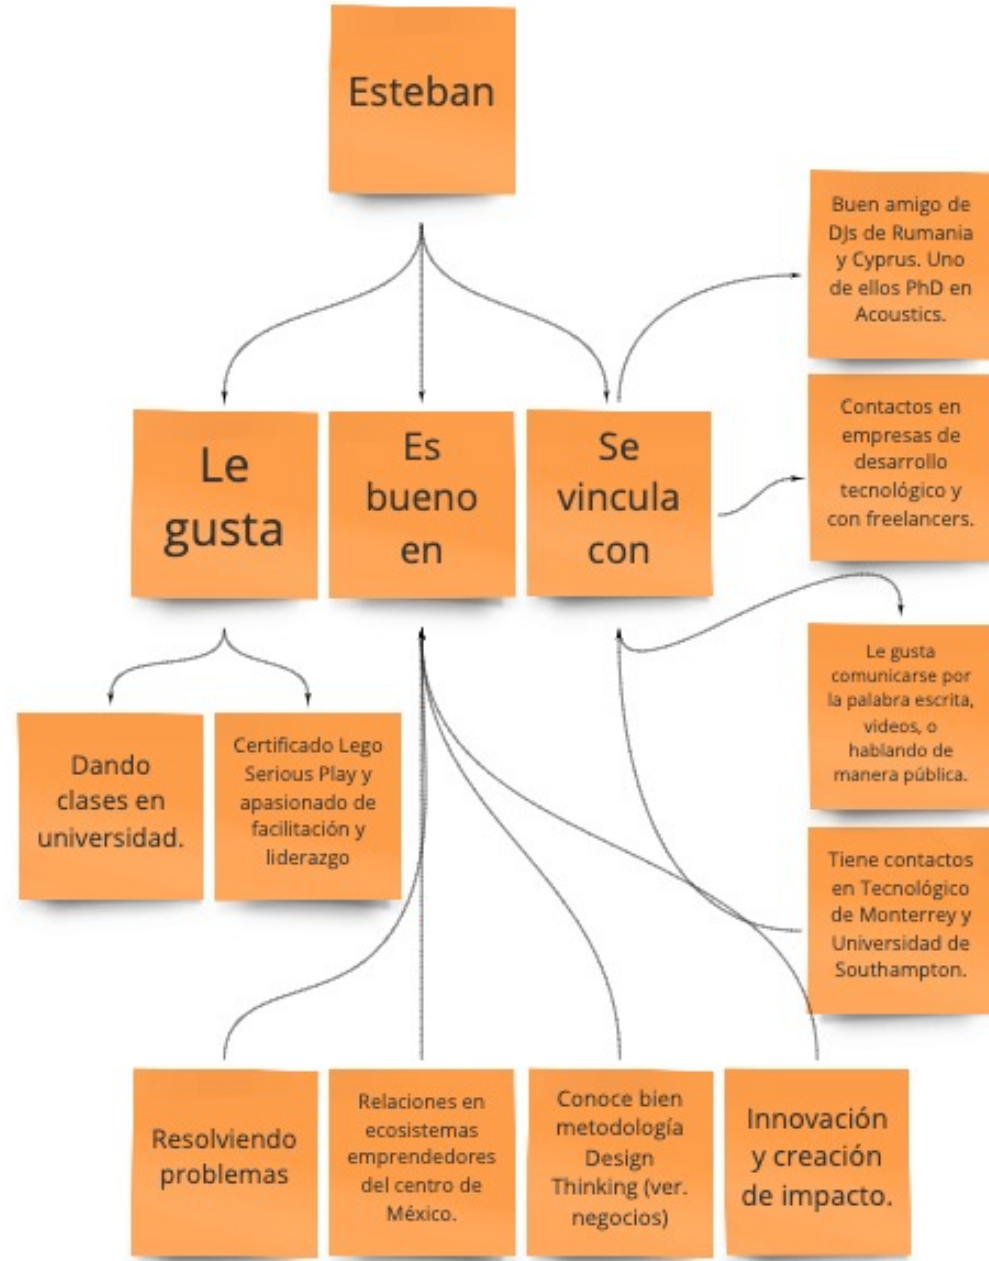 Esteban
Buen amigo de
DJs de Rumania
y Cyprus. Uno
de ellos PhD en
Acoustics.
Contactos en
empresas de
desarrollo
tecnológico y
con freelancers.
Le
gusta
Es
bueno
en
Se
vincula
con
Le gusta
comunicarse por
la palabra escrita,
videos, o
hablando de
manera pública.
Dando
clases en
universidad.
Certificado Lego
Serious Play y
apasionado de
facilitación y
liderazgo
Tiene contactos
en Tecnológico
de Monterrey y
Universidad de
Southampton.
Resolviendo
problemas
Relaciones en
ecosistemas
emprendedores
del centro de
México.
Conoce bien
metodología
Design
Thinking (ver.
negocios)
Innovación
y creación
de impacto.